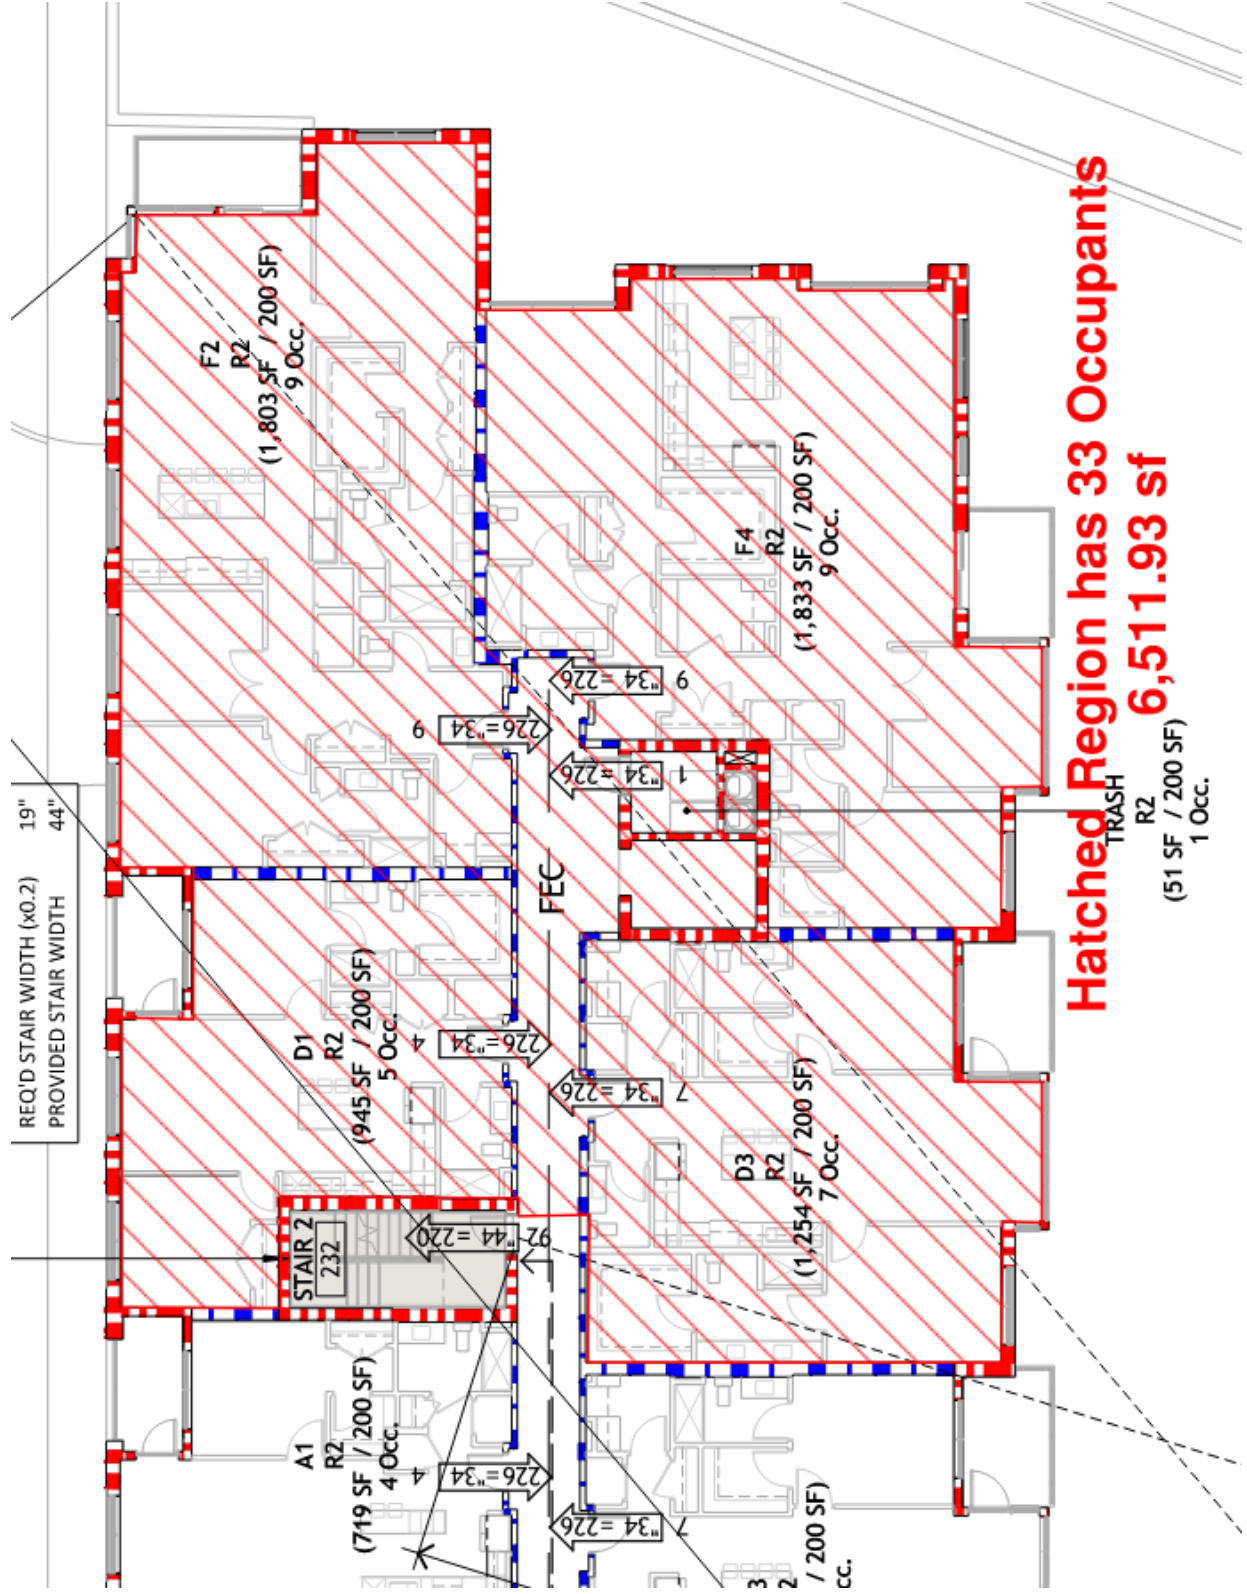 REQ'D STAIR WIDTH (x0.2) 19"
PROVIDED STAIR WIDTH 44"
F2
R2
(1,803 SF / 200 SF)
9 Occ.
F4
R2
(1,833 SF / 200 SF)
9 Occ.
Hatched Region has 33 Occupants
6,511.93 sf
TRASH
R2
(51 SF / 200 SF)
1 Occ.
9
34"=226
9
34"=226
1
34"=226
FEC
D1
R2
(945 SF / 200 SF)
5 Occ.
4
34"=226
7
34"=226
D3
R2
(1,254 SF / 200 SF)
7 Occ.
STAIR 2
232
92
44"=220
A1
R2
(719 SF / 200 SF)
4 Occ.
4
34"=226
7
34"=226
/ 200 SF)